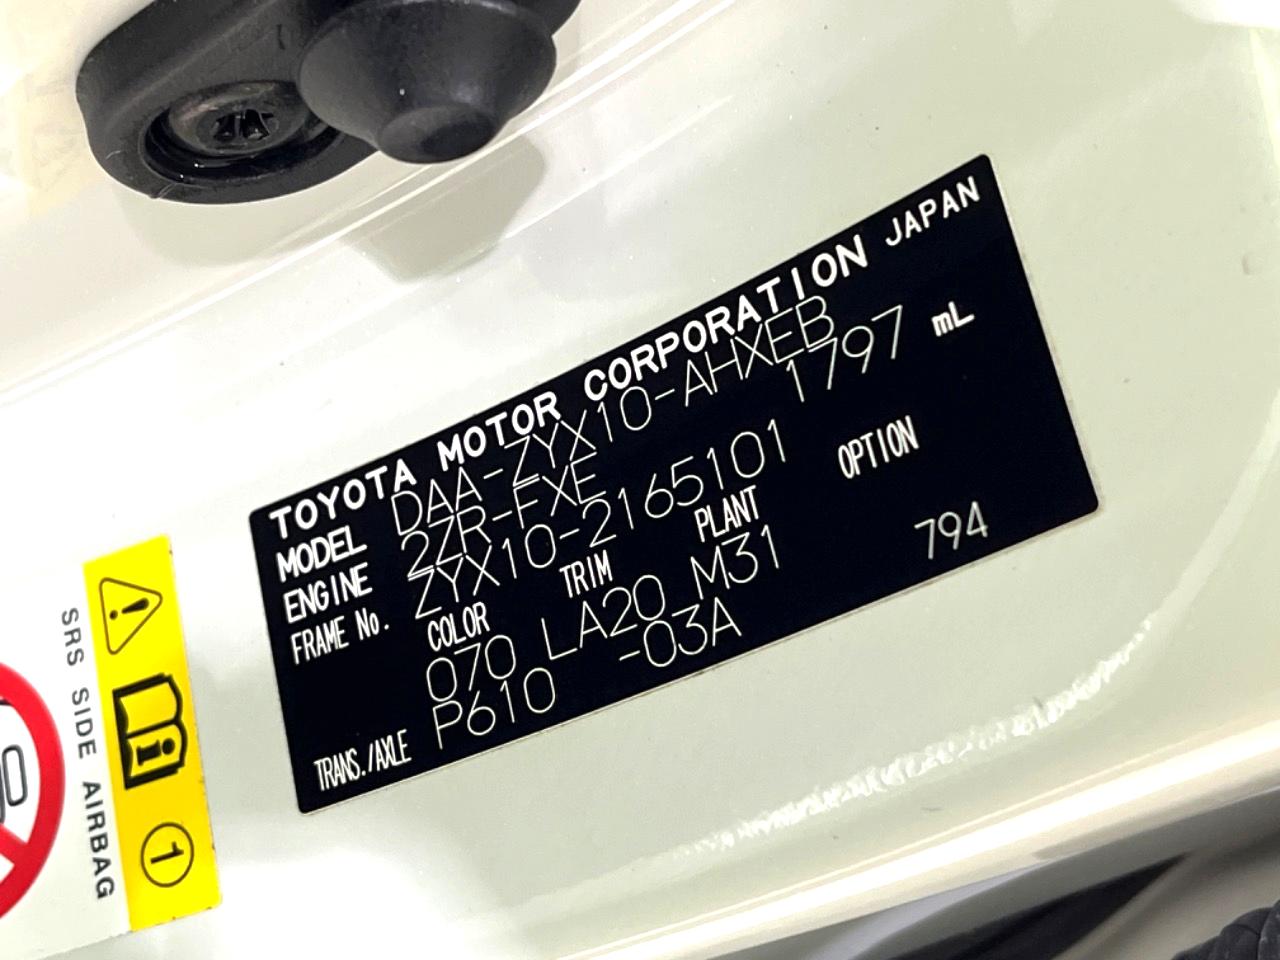 TOYOTA MOTOR CORPORATION JAPAN
MODEL DAA-ZYX10-AHXEB
ENGINE 2ZR-FXE 1797 mL
FRAME No. ZYX10-2165101
COLOR TRIM PLANT OPTION
070 LA20 M31 794
TRANS./AXLE P610 -03A
SRS SIDE AIRBAG
1